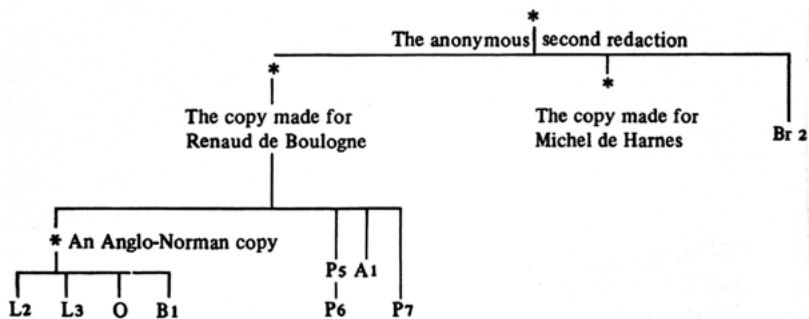 *
The anonymous second redaction
*
*
The copy made for
Renaud de Boulogne
The copy made for
Michel de Harnes
Br 2
* An Anglo-Norman copy
P5 A1
L2 L3 O B1 P6 P7